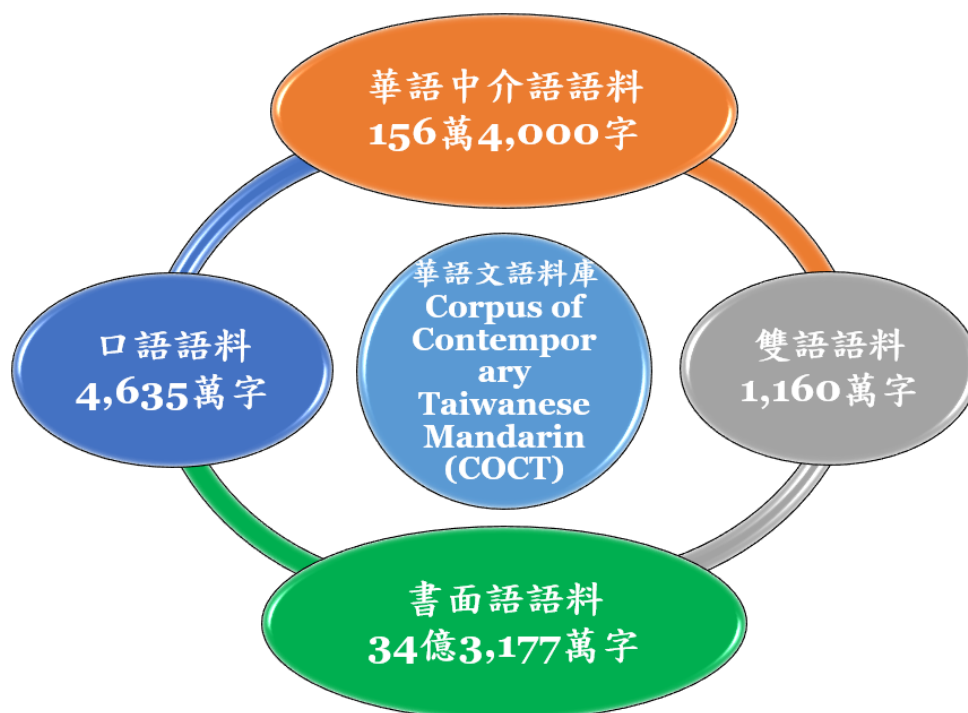 華語中介語語料
156萬4,000字
口語語料
4,635萬字
華語文語料庫
Corpus of
Contempor
ary
Taiwanese
Mandarin
(COCT)
雙語語料
1,160萬字
書面語語料
34億3,177萬字